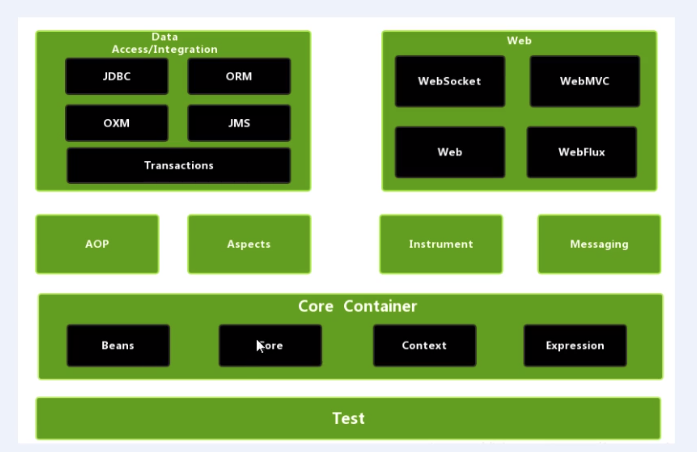 Data
Access/Integration
JDBC
ORM
OXM
JMS
Transactions
Web
WebSocket
WebMVC
Web
WebFlux
AOP
Aspects
Instrument
Messaging
Core Container
Beans
Core
Context
Expression
Test